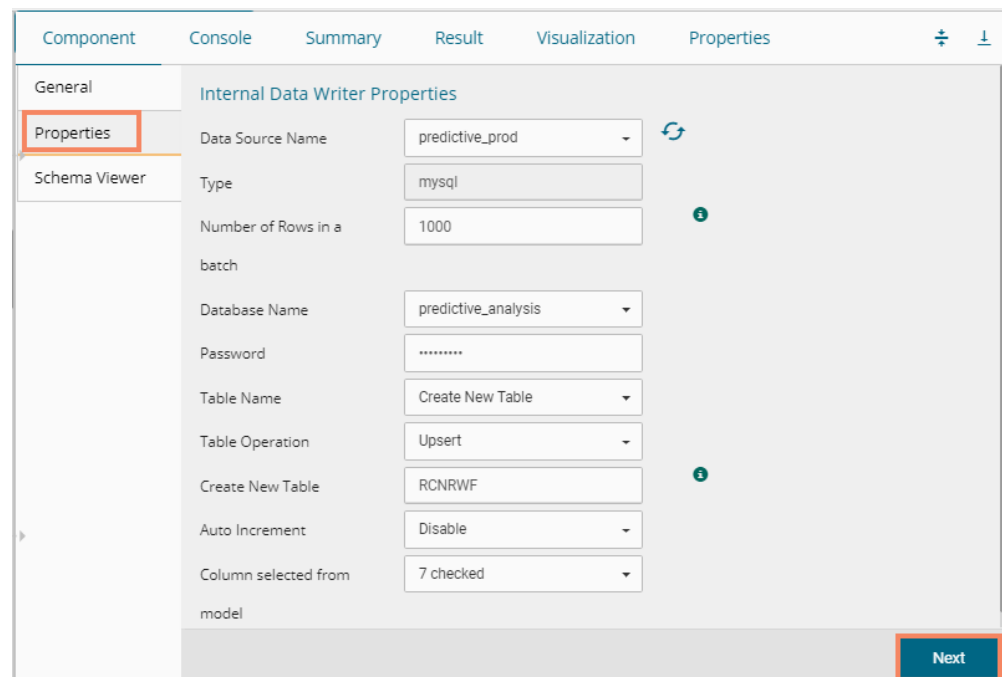 Component Console Summary Result Visualization Properties
General
Properties
Schema Viewer
Internal Data Writer Properties
Data Source Name predictive_prod
Type mysql
Number of Rows in a batch 1000
Database Name predictive_analysis
Password •••••••••
Table Name Create New Table
Table Operation Upsert
Create New Table RCNRWF
Auto Increment Disable
Column selected from model 7 checked
Next